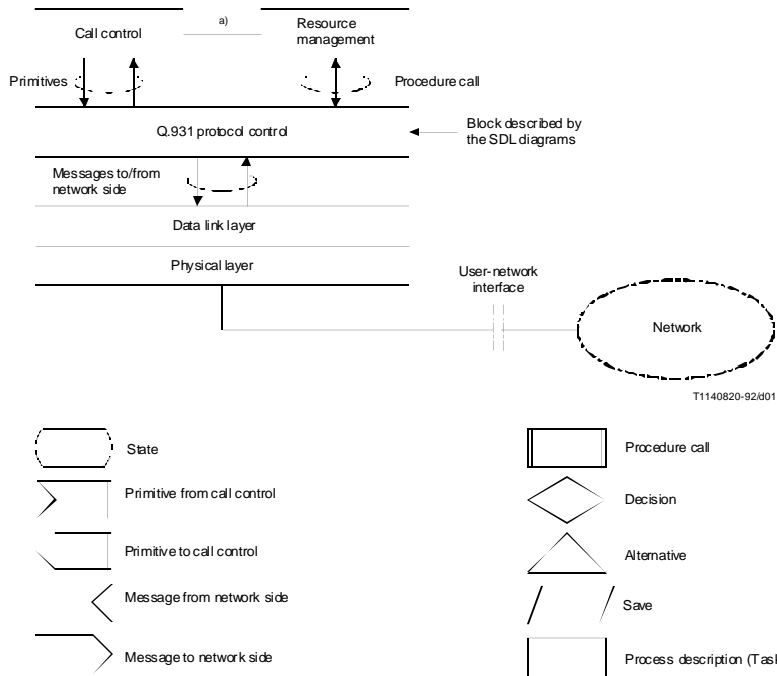 Call control
a)
Resource
management
Primitives
Procedure call
Q.931 protocol control
Block described by
the SDL diagrams
Messages to/from
network side
Data link layer
Physical layer
User-network
interface
Network
T1140820-92/d01
State
Procedure call
Primitive from call control
Decision
Primitive to call control
Alternative
Message from network side
Save
Message to network side
Process description (Task